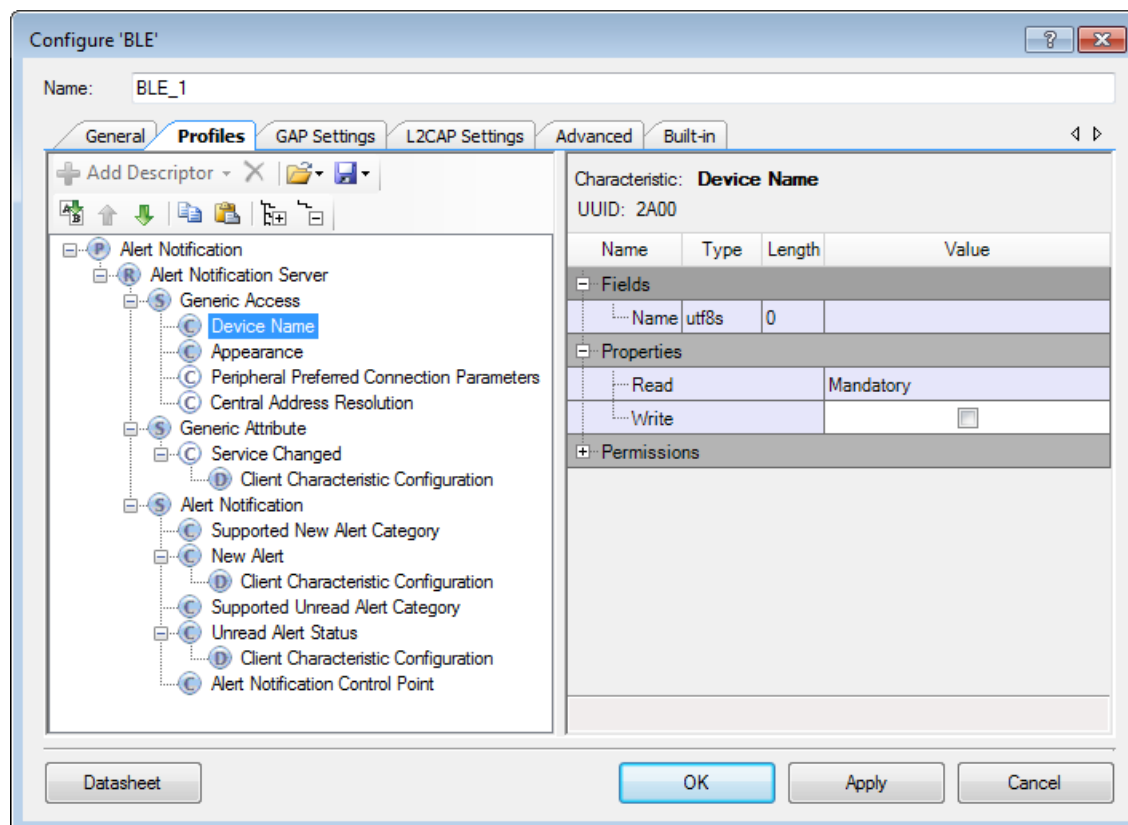 Configure 'BLE'
Name: BLE_1
General Profiles GAP Settings L2CAP Settings Advanced Built-in
Add Descriptor
Characteristic: Device Name
UUID: 2A00
Name Type Length Value
Fields
Name utf8s 0
Properties
Read Mandatory
Write
Permissions
P Alert Notification
R Alert Notification Server
S Generic Access
C Device Name
C Appearance
C Peripheral Preferred Connection Parameters
C Central Address Resolution
S Generic Attribute
C Service Changed
D Client Characteristic Configuration
S Alert Notification
C Supported New Alert Category
C New Alert
D Client Characteristic Configuration
C Supported Unread Alert Category
C Unread Alert Status
D Client Characteristic Configuration
C Alert Notification Control Point
Datasheet OK Apply Cancel